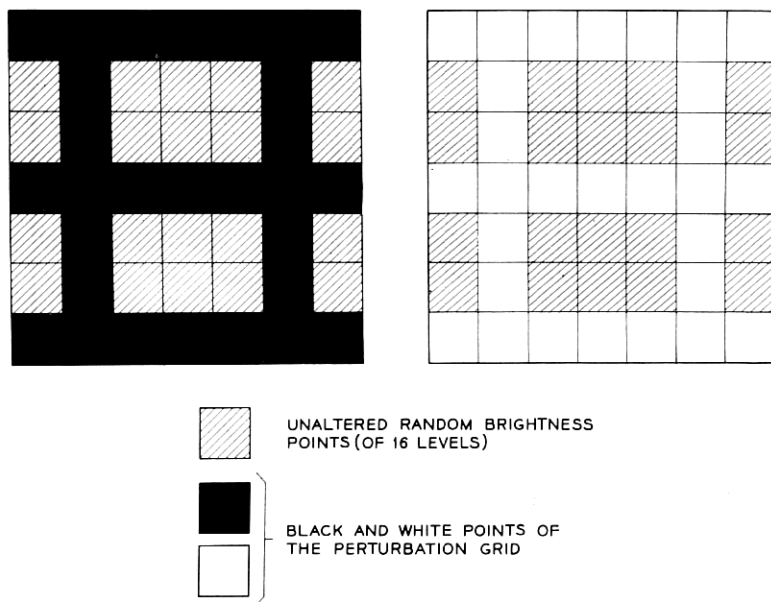 UNALTERED RANDOM BRIGHTNESS
POINTS (OF 16 LEVELS)
BLACK AND WHITE POINTS OF
THE PERTURBATION GRID